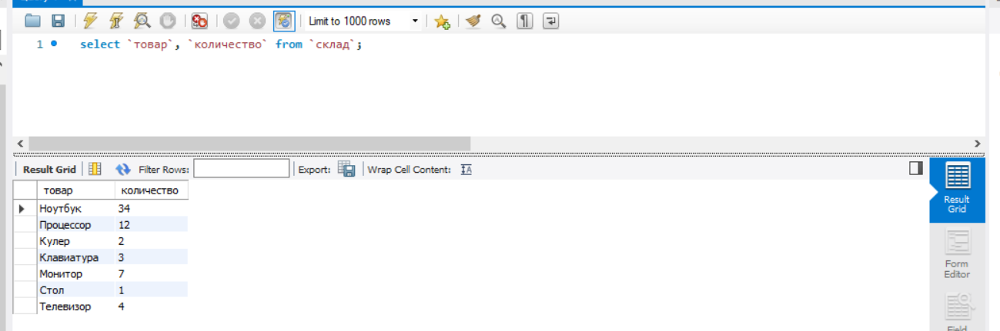 Limit to 1000 rows
1 select `товар`, `количество` from `склад`;
Result Grid Filter Rows: Export: Wrap Cell Content:
товар количество
Ноутбук 34
Процессор 12
Кулер 2
Клавиатура 3
Монитор 7
Стол 1
Телевизор 4
Result
Grid
Form
Editor
Field